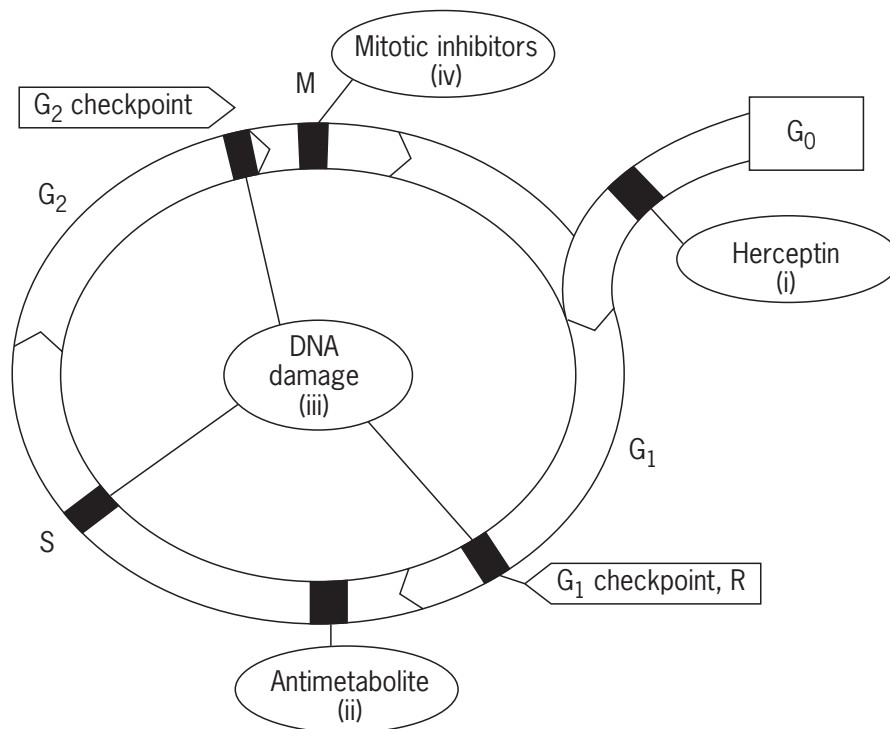 Mitotic inhibitors
(iv)
M
G₂ checkpoint
G₀
G₂
Herceptin
(i)
DNA
damage
(iii)
G₁
S
G₁ checkpoint, R
Antimetabolite
(ii)